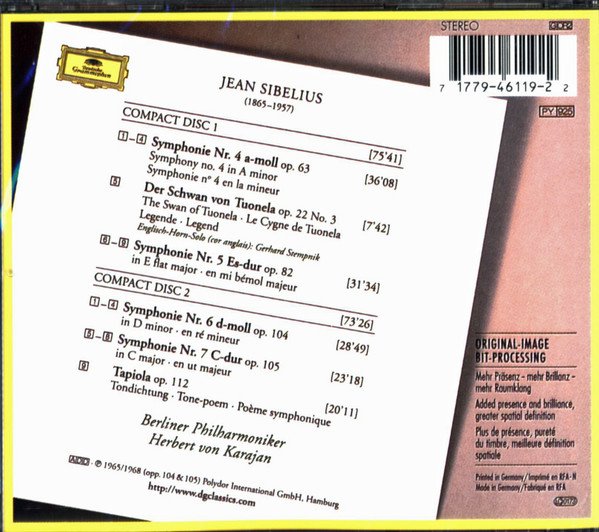 Deutsche
Grammophon
JEAN SIBELIUS
(1865–1957)
COMPACT DISC 1 [75'41]
1–4 Symphonie Nr. 4 a-moll op. 63 [36'08]
Symphony no. 4 in A minor
Symphonie nº 4 en la mineur
5 Der Schwan von Tuonela op. 22 No. 3 [7'42]
The Swan of Tuonela · Le Cygne de Tuonela
Legende · Legend
Englisch-Horn-Solo (cor anglais): Gerhard Stempnik
6–8 Symphonie Nr. 5 Es-dur op. 82 [31'34]
in E flat major · en mi bémol majeur
COMPACT DISC 2 [73'26]
1–4 Symphonie Nr. 6 d-moll op. 104 [28'49]
in D minor · en ré mineur
5–8 Symphonie Nr. 7 C-dur op. 105 [23'18]
in C major · en ut majeur
9 Tapiola op. 112 [20'11]
Tondichtung · Tone-poem · Poème symphonique
Berliner Philharmoniker
Herbert von Karajan
ADD · ℗ 1965/1968 (opp. 104 & 105) Polydor International GmbH, Hamburg
http://www.dgclassics.com
STEREO
7 1779-46119-2 2
PY 925
ORIGINAL-IMAGE
BIT-PROCESSING
Mehr Präsenz – mehr Brillanz –
mehr Raumklang
Added presence and brilliance,
greater spatial definition
Plus de présence, pureté
du timbre, meilleure définition
spatiale
Printed in Germany/Imprimé en RFA-N
Made in Germany/Fabriqué en RFA